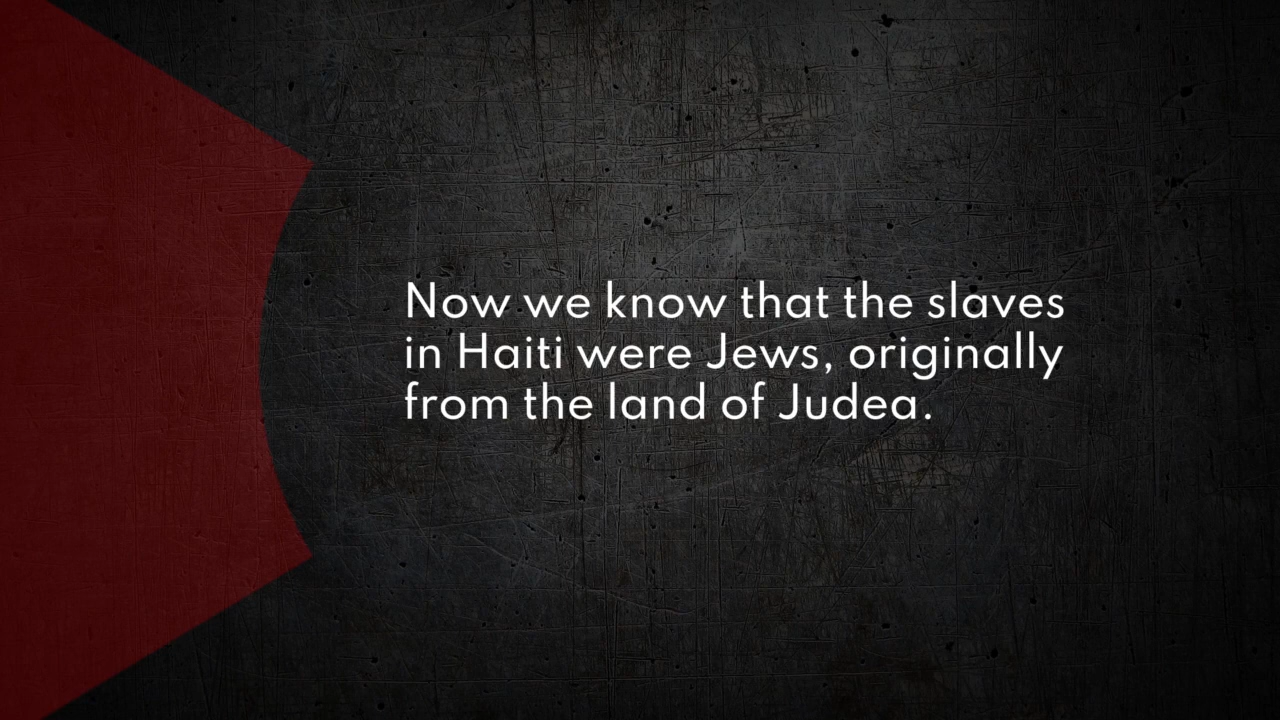 Now we know that the slaves
in Haiti were Jews, originally
from the land of Judea.